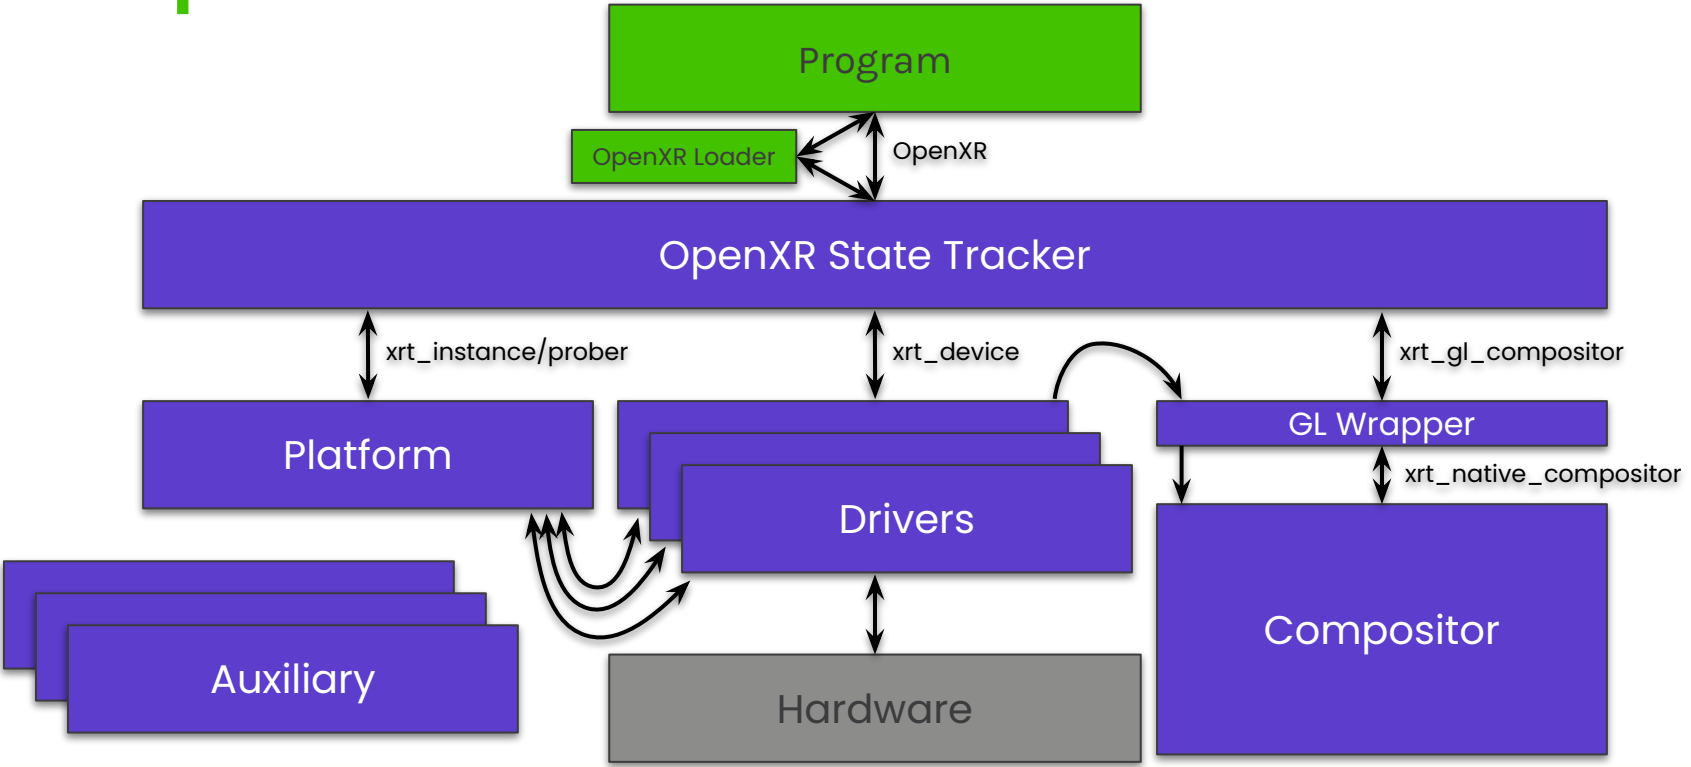 Program
OpenXR Loader
OpenXR
OpenXR State Tracker
xrt_instance/prober
xrt_device
xrt_gl_compositor
Platform
GL Wrapper
xrt_native_compositor
Drivers
Compositor
Auxiliary
Hardware